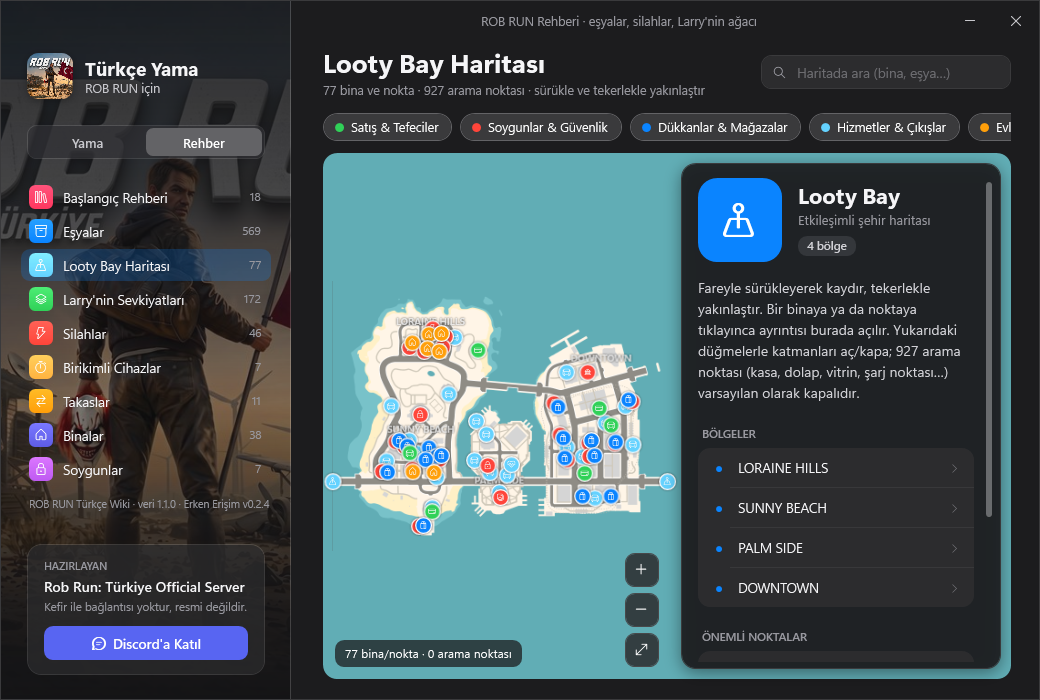 ROB RUN Rehberi · eşyalar, silahlar, Larry'nin ağacı
ROB RUN
Türkçe Yama
ROB RUN için
Yama
Rehber
Başlangıç Rehberi 18
Eşyalar 569
Looty Bay Haritası 77
Larry'nin Sevkiyatları 172
Silahlar 46
Birikimli Cihazlar 7
Takaslar 11
Binalar 38
Soygunlar 7
ROB RUN Türkçe Wiki · veri 1.1.0 · Erken Erişim v0.2.4
HAZIRLAYAN
Rob Run: Türkiye Official Server
Kefir ile bağlantısı yoktur, resmi değildir.
Discord'a Katıl
Looty Bay Haritası
77 bina ve nokta · 927 arama noktası · sürükle ve tekerlekle yakınlaştır
Haritada ara (bina, eşya…)
Satış & Tefeciler
Soygunlar & Güvenlik
Dükkanlar & Mağazalar
Hizmetler & Çıkışlar
Evl
LORAINE HILLS
DOWNTOWN
SUNNY BEACH
PALM SIDE
77 bina/nokta · 0 arama noktası
Looty Bay
Etkileşimli şehir haritası
4 bölge
Fareyle sürükleyerek kaydır, tekerlekle
yakınlaştır. Bir binaya ya da noktaya
tıklayınca ayrıntısı burada açılır. Yukarıdaki
düğmelerle katmanları aç/kapa; 927 arama
noktası (kasa, dolap, vitrin, şarj noktası…)
varsayılan olarak kapalıdır.
BÖLGELER
LORAINE HILLS
SUNNY BEACH
PALM SIDE
DOWNTOWN
ÖNEMLİ NOKTALAR